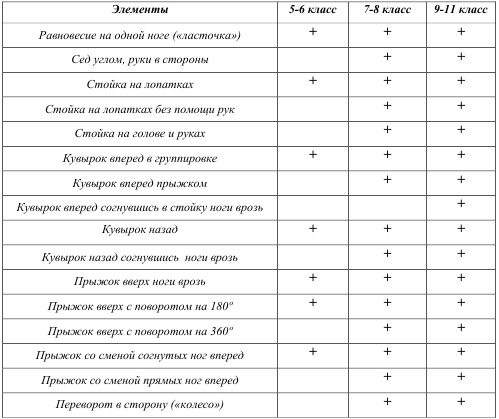 Элементы 5-6 класс 7-8 класс 9-11 класс
Равновесие на одной ноге («ласточка») + + +
Сед углом, руки в стороны + +
Стойка на лопатках + + +
Стойка на лопатках без помощи рук + +
Стойка на голове и руках + +
Кувырок вперед в группировке + + +
Кувырок вперед прыжком + +
Кувырок вперед согнувшись в стойку ноги врозь +
Кувырок назад + + +
Кувырок назад согнувшись ноги врозь + +
Прыжок вверх ноги врозь + + +
Прыжок вверх с поворотом на 180º + + +
Прыжок вверх с поворотом на 360º + +
Прыжок со сменой согнутых ног вперед + + +
Прыжок со сменой прямых ног вперед + +
Переворот в сторону («колесо») + +